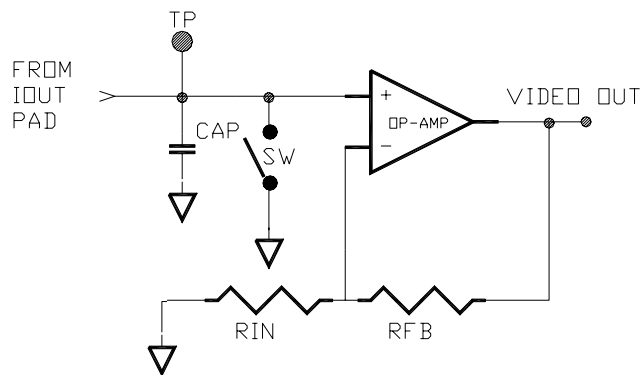 TP
FROM
IOUT
PAD
CAP
SW
+
OP-AMP
−
VIDEO OUT
RIN
RFB